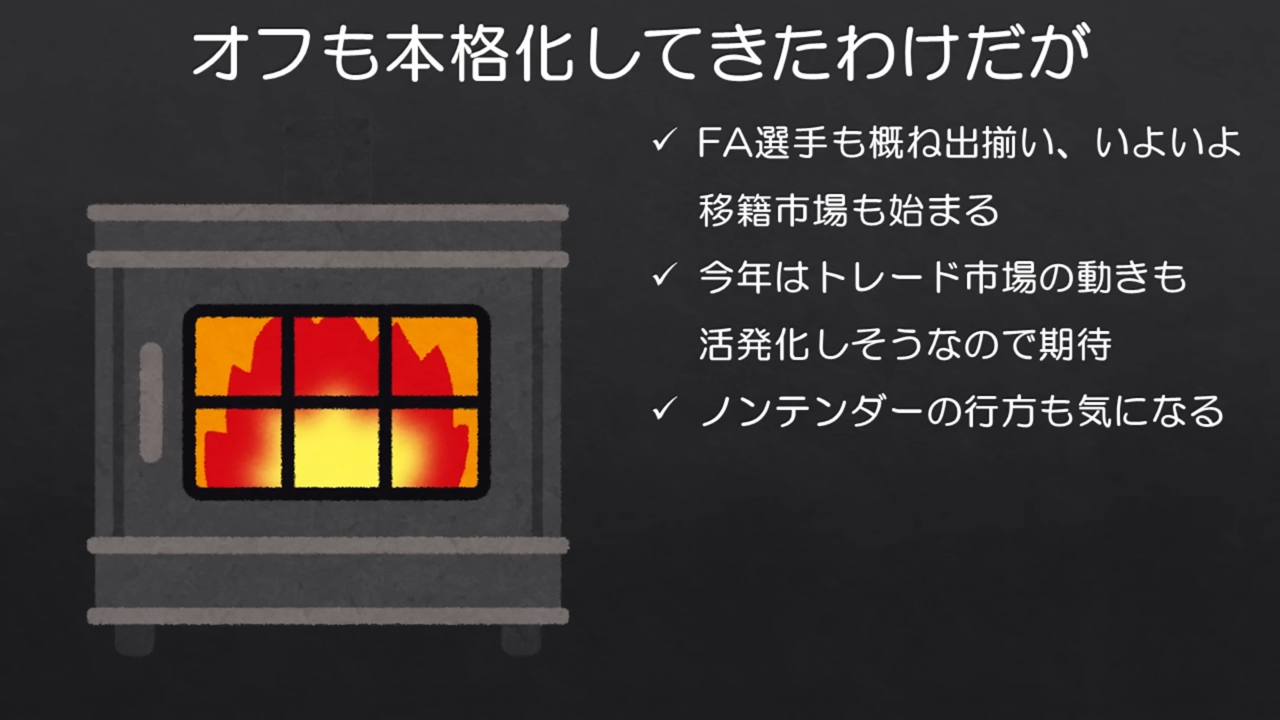 オフも本格化してきたわけだが
✓ FA選手も概ね出揃い、いよいよ
移籍市場も始まる
✓ 今年はトレード市場の動きも
活発化しそうなので期待
✓ ノンテンダーの行方も気になる